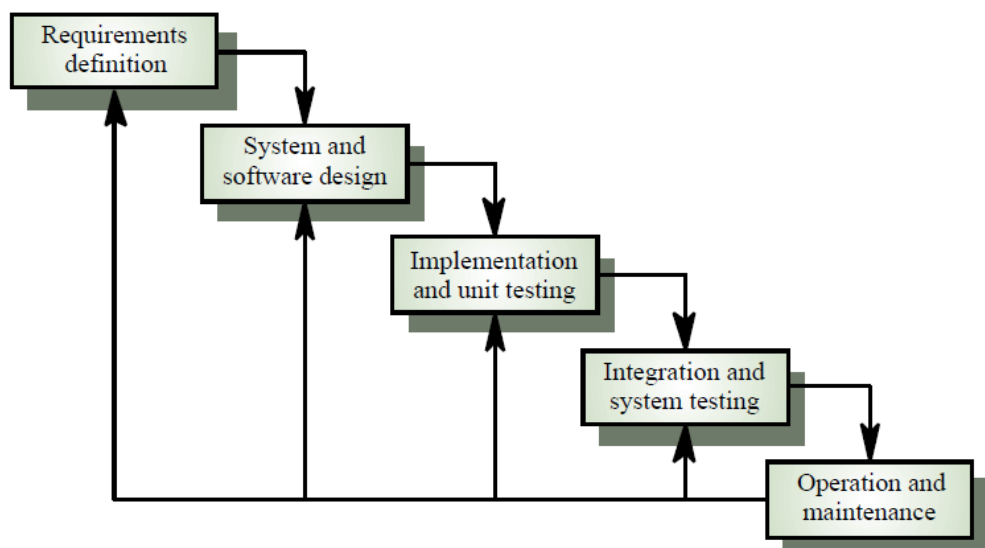 Requirements
definition
System and
software design
Implementation
and unit testing
Integration and
system testing
Operation and
maintenance